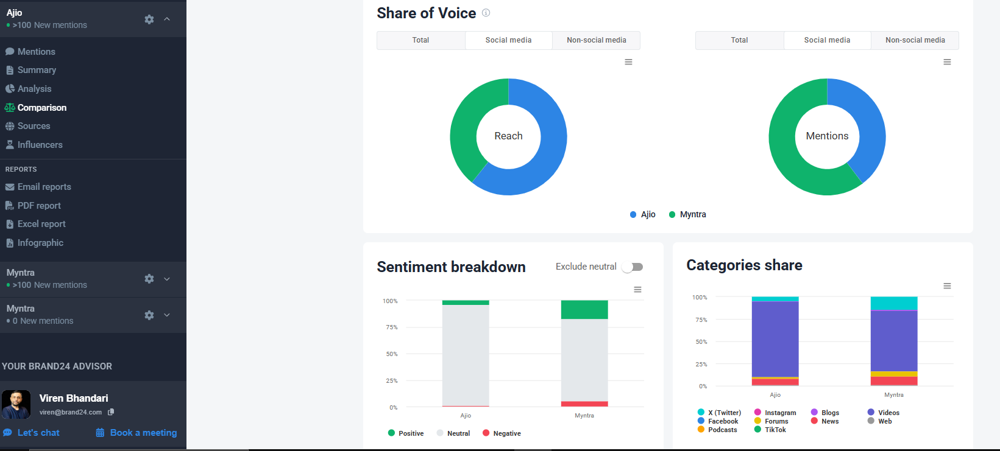 Ajio
>100 New mentions
Mentions
Summary
Analysis
Comparison
Sources
Influencers
REPORTS
Email reports
PDF report
Excel report
Infographic
Myntra
>100 New mentions
Myntra
0 New mentions
YOUR BRAND24 ADVISOR
Viren Bhandari
viren@brand24.com
Let's chat
Book a meeting
Share of Voice
Total Social media Non-social media
Total Social media Non-social media
Reach
Mentions
Ajio Myntra
Sentiment breakdown
Exclude neutral
100%
75%
50%
25%
0%
Ajio Myntra
Positive Neutral Negative
Categories share
100%
75%
50%
25%
0%
Ajio Myntra
X (Twitter) Instagram Blogs Videos
Facebook Forums News Web
Podcasts TikTok